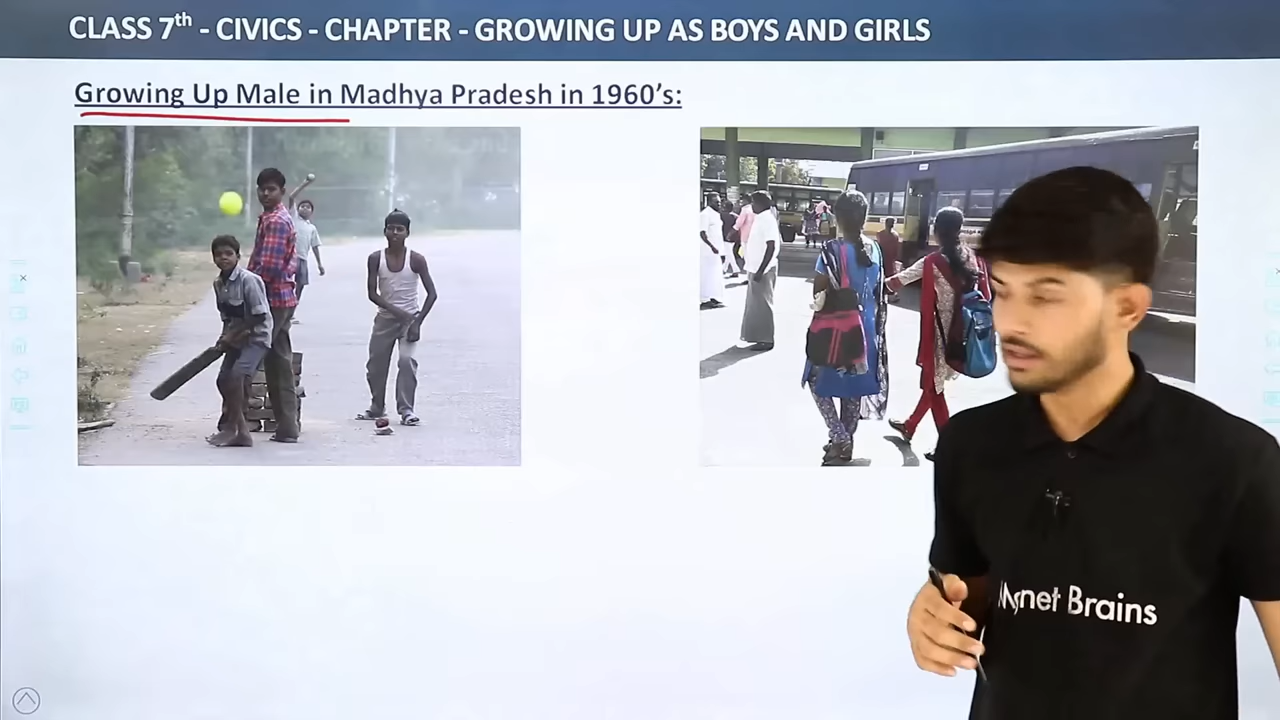 CLASS 7th - CIVICS - CHAPTER - GROWING UP AS BOYS AND GIRLS
Growing Up Male in Madhya Pradesh in 1960's:
Magnet Brains